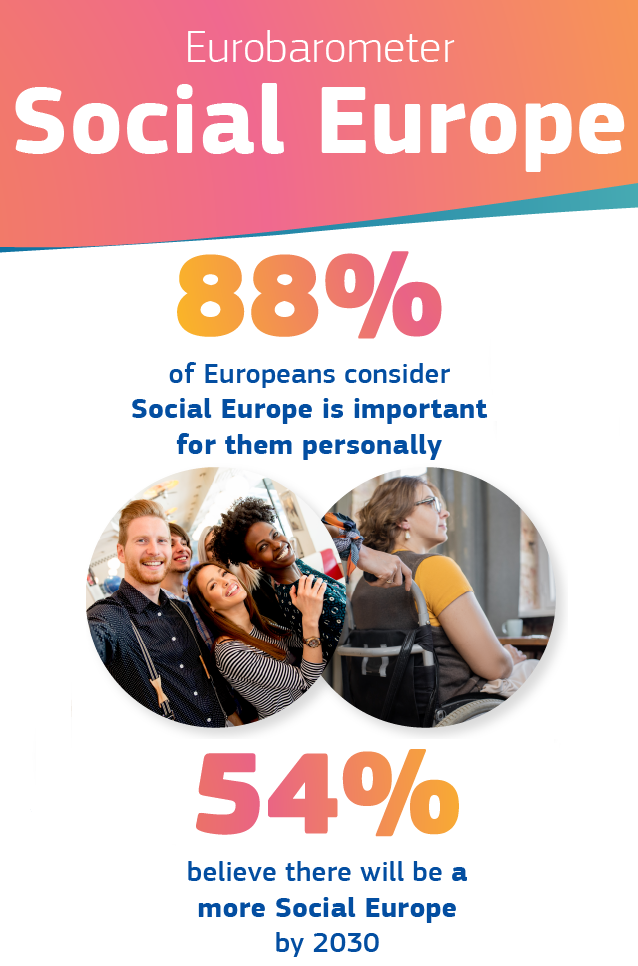 Eurobarometer
Social Europe
88%
of Europeans consider
Social Europe is important
for them personally
54%
believe there will be a
more Social Europe
by 2030